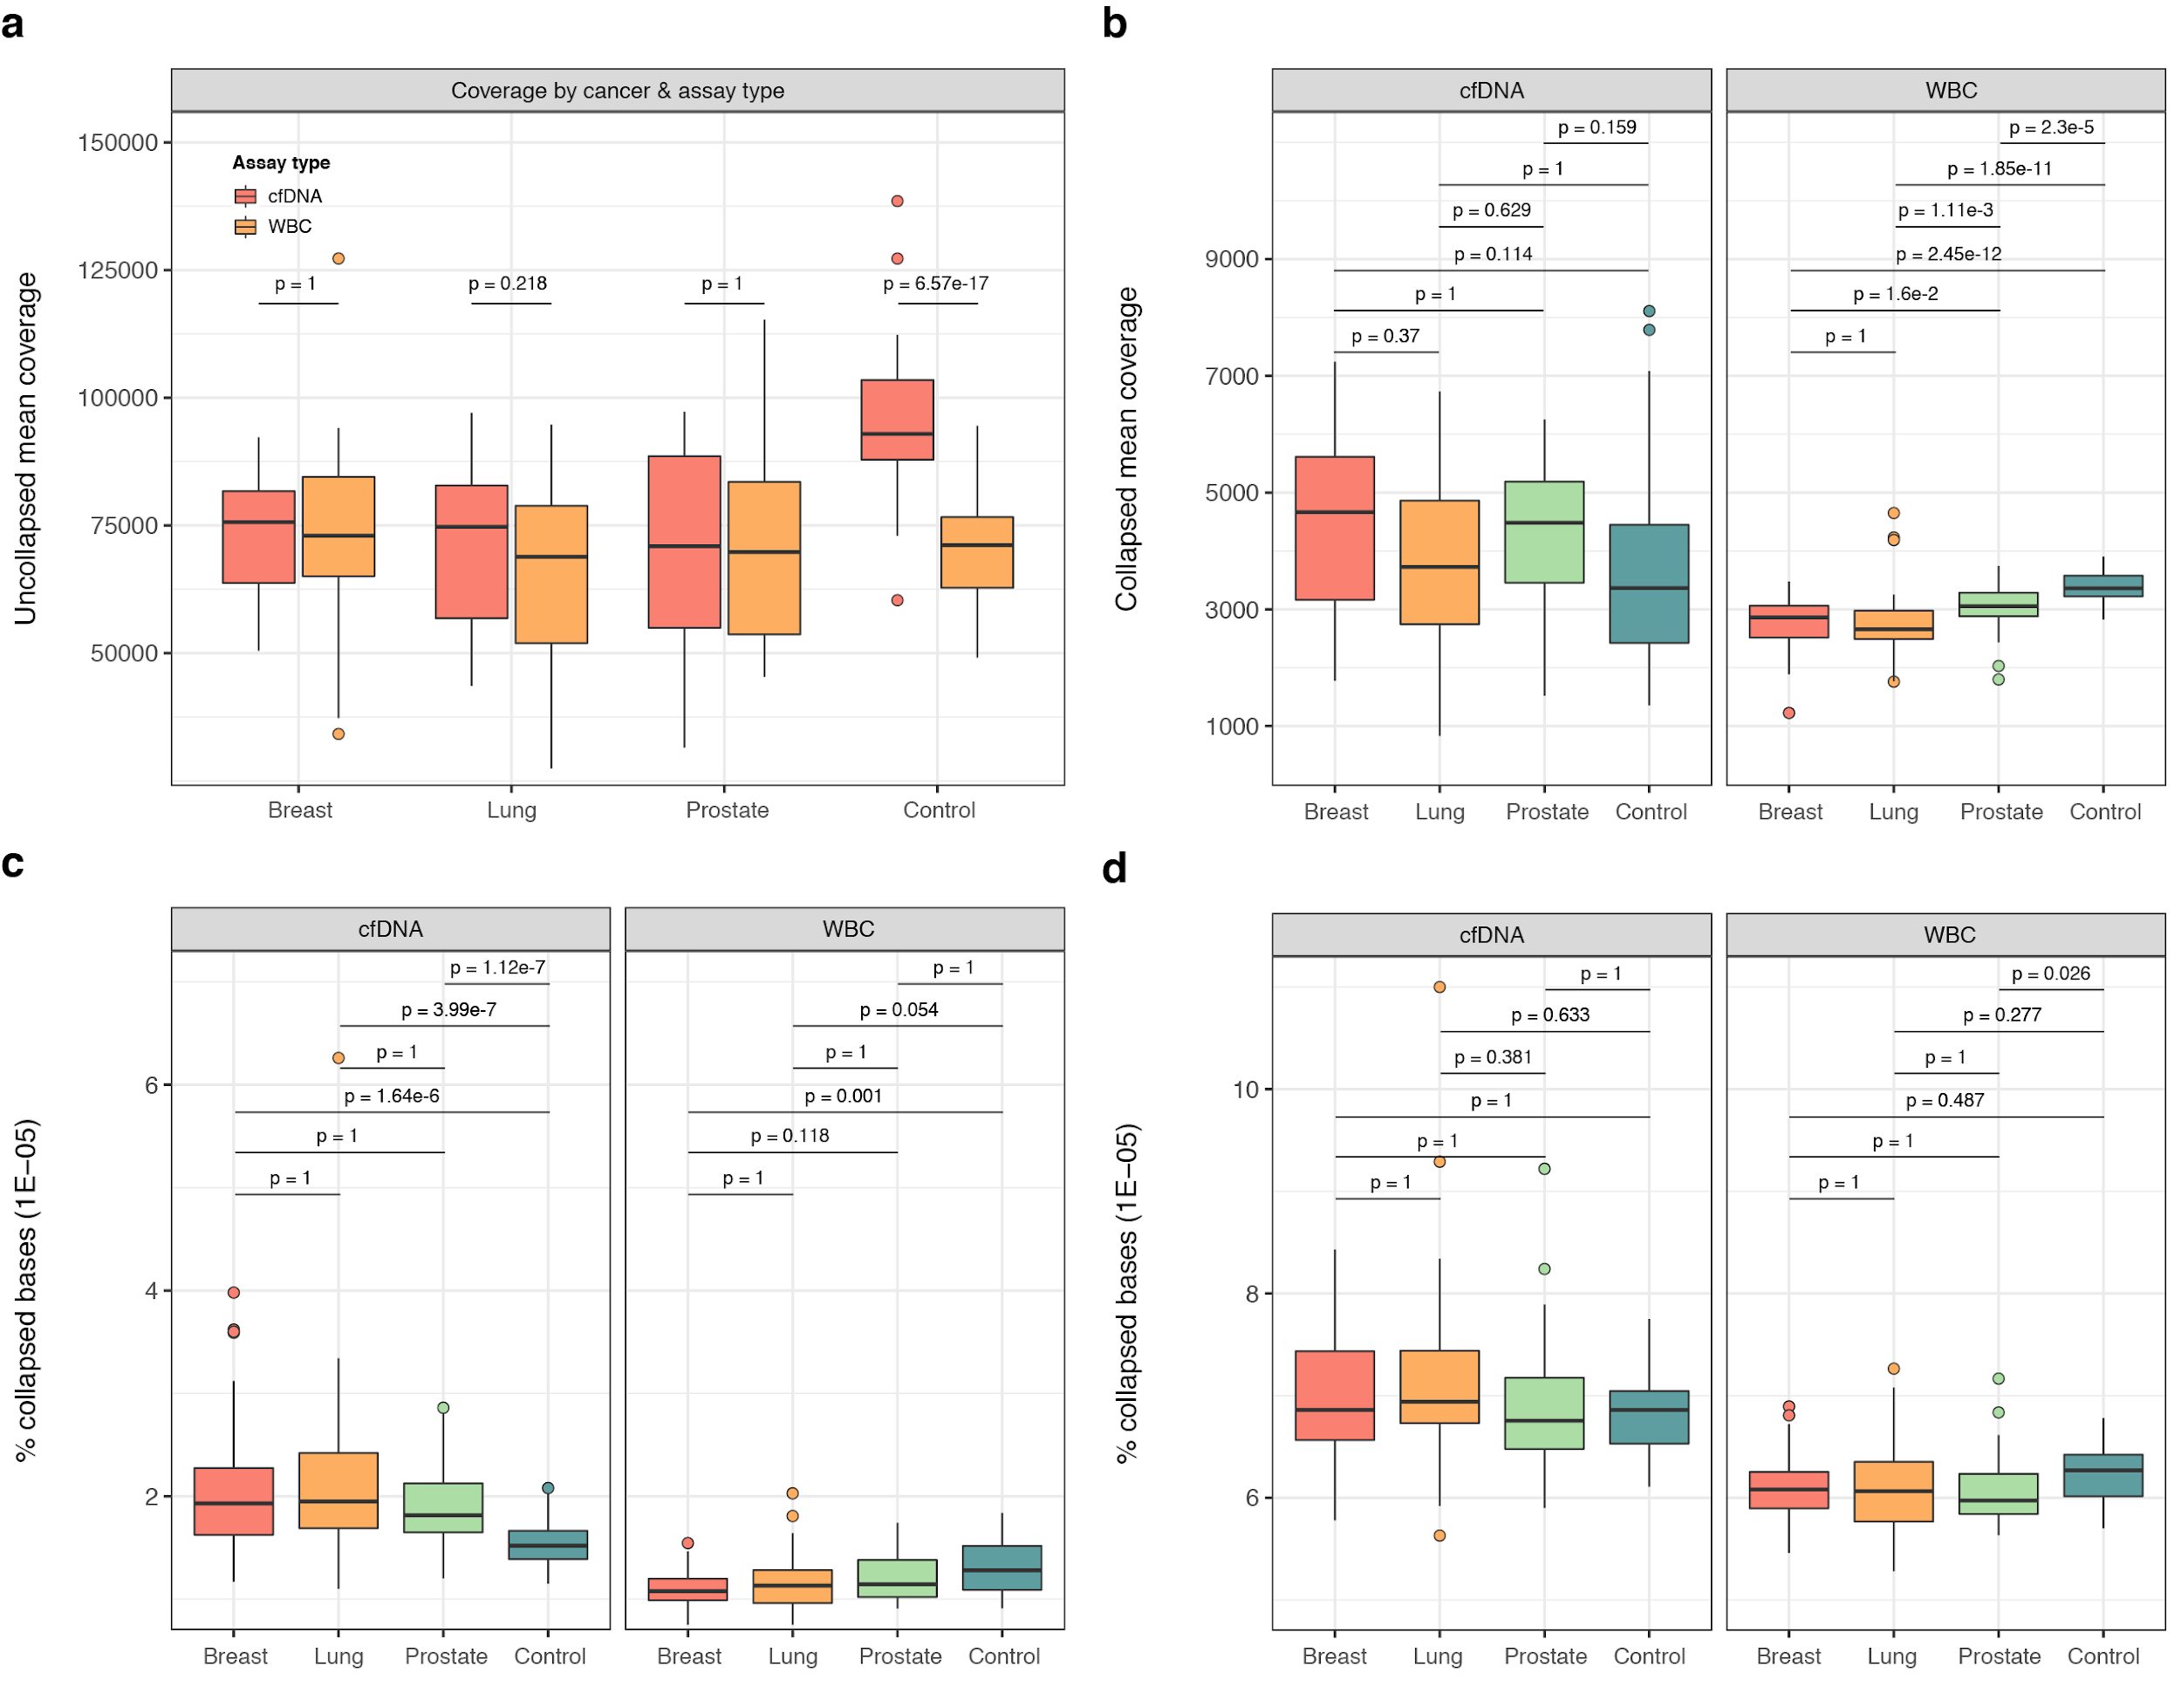 a
Coverage by cancer & assay type
Uncollapsed mean coverage
150000
125000
100000
75000
50000
Assay type
cfDNA
WBC
p = 1
p = 0.218
p = 1
p = 6.57e-17
Breast
Lung
Prostate
Control
b
cfDNA
WBC
Collapsed mean coverage
9000
7000
5000
3000
1000
p = 0.159
p = 1
p = 0.629
p = 0.114
p = 1
p = 0.37
p = 2.3e-5
p = 1.85e-11
p = 1.11e-3
p = 2.45e-12
p = 1.6e-2
p = 1
Breast
Lung
Prostate
Control
Breast
Lung
Prostate
Control
c
cfDNA
WBC
% collapsed bases (1E−05)
6
4
2
p = 1.12e-7
p = 3.99e-7
p = 1
p = 1.64e-6
p = 1
p = 1
p = 1
p = 0.054
p = 1
p = 0.001
p = 0.118
p = 1
Breast
Lung
Prostate
Control
Breast
Lung
Prostate
Control
d
cfDNA
WBC
% collapsed bases (1E−05)
10
8
6
p = 1
p = 0.633
p = 0.381
p = 1
p = 1
p = 1
p = 0.026
p = 0.277
p = 1
p = 0.487
p = 1
p = 1
Breast
Lung
Prostate
Control
Breast
Lung
Prostate
Control